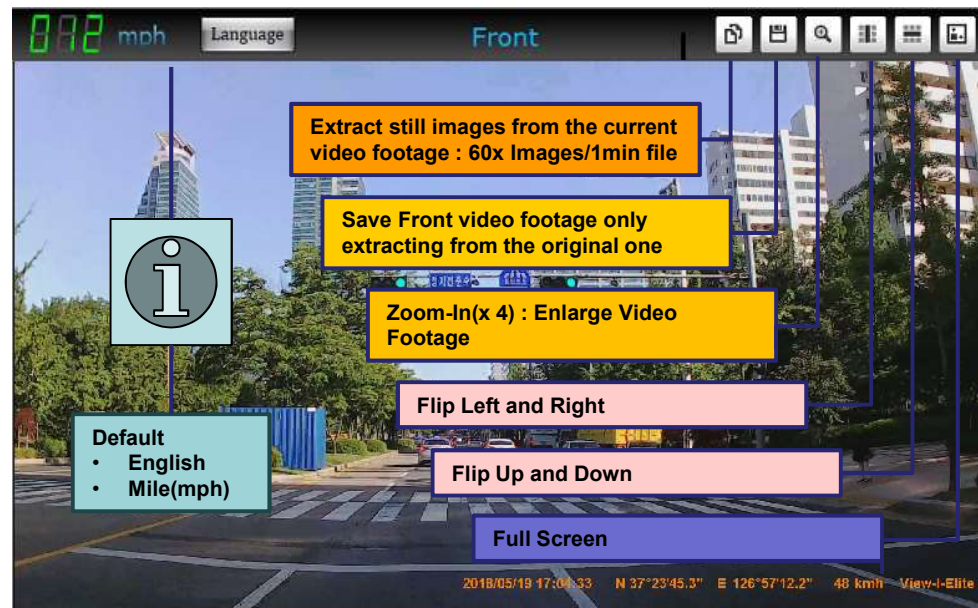 012 mph Language Front
Extract still images from the current
video footage : 60x Images/1min file
Save Front video footage only
extracting from the original one
Zoom-In(x 4) : Enlarge Video
Footage
Flip Left and Right
Default
• English
• Mile(mph)
Flip Up and Down
Full Screen
2018/05/19 17:04:33 N 37°23'45.3" E 126°57'12.2" 48 kmh View-I-Elite